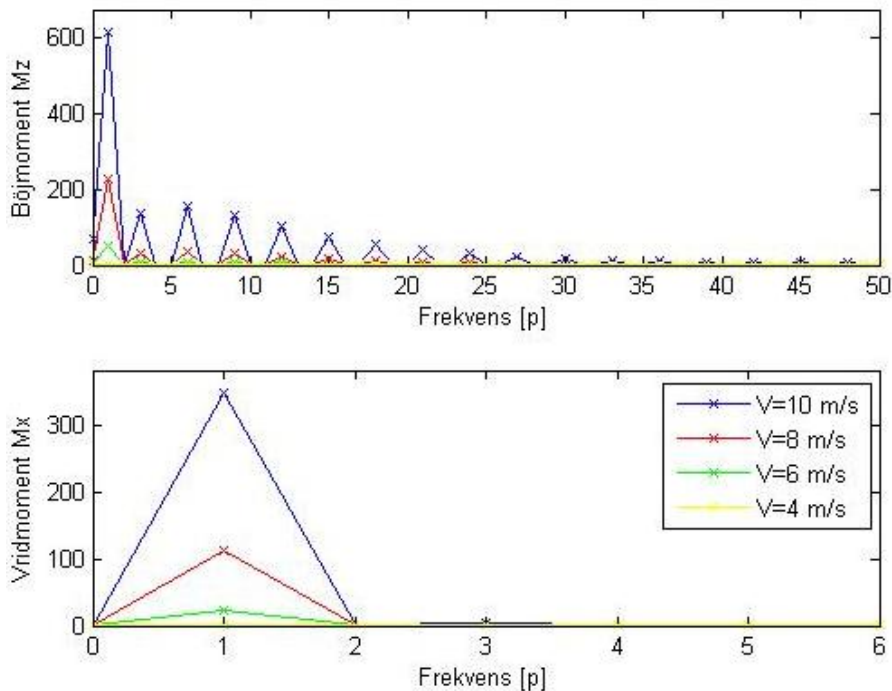 600
400
200
0
Böjmoment Mz
0 5 10 15 20 25 30 35 40 45 50
Frekvens [p]
300
200
100
0
Vridmoment Mx
V=10 m/s
V=8 m/s
V=6 m/s
V=4 m/s
0 1 2 3 4 5 6
Frekvens [p]